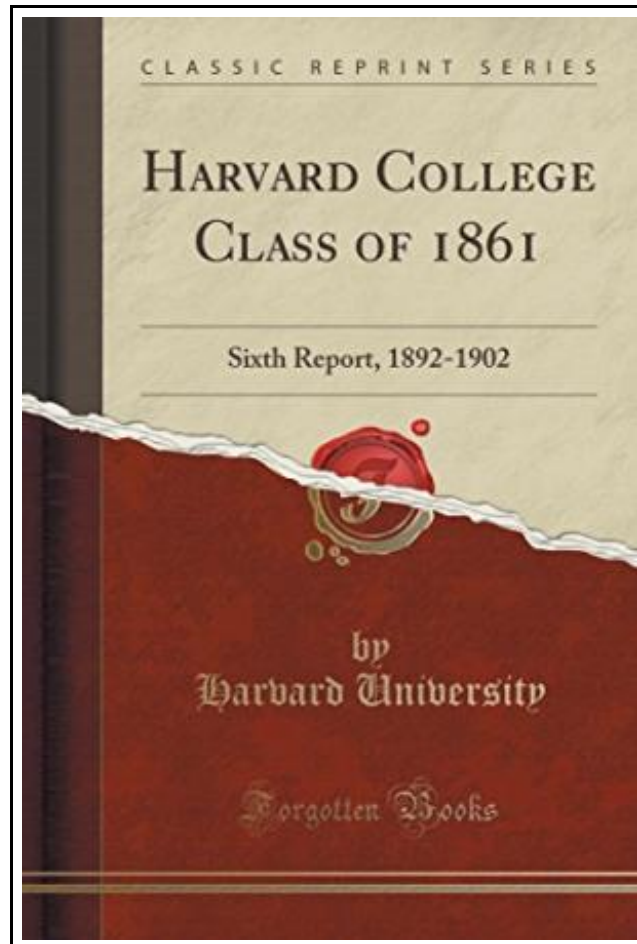 CLASSIC REPRINT SERIES
HARVARD COLLEGE
CLASS OF 1861
Sixth Report, 1892-1902
by
Harvard University
Forgotten Books